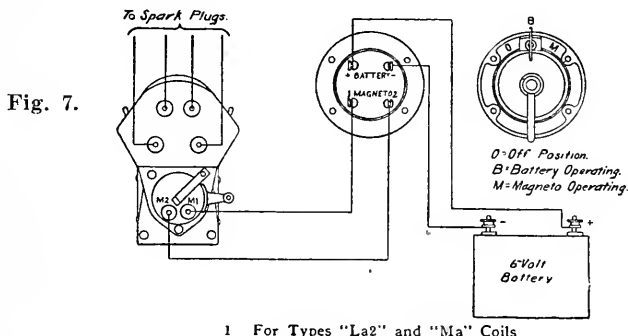 To Spark Plugs.
Fig. 7.
M2 M1
+ BATTERY -
1 MAGNETO 2
B
O M
O=Off Position.
B=Battery Operating.
M=Magneto Operating.
- +
6-Volt
Battery
1 For Types "La2" and "Ma" Coils